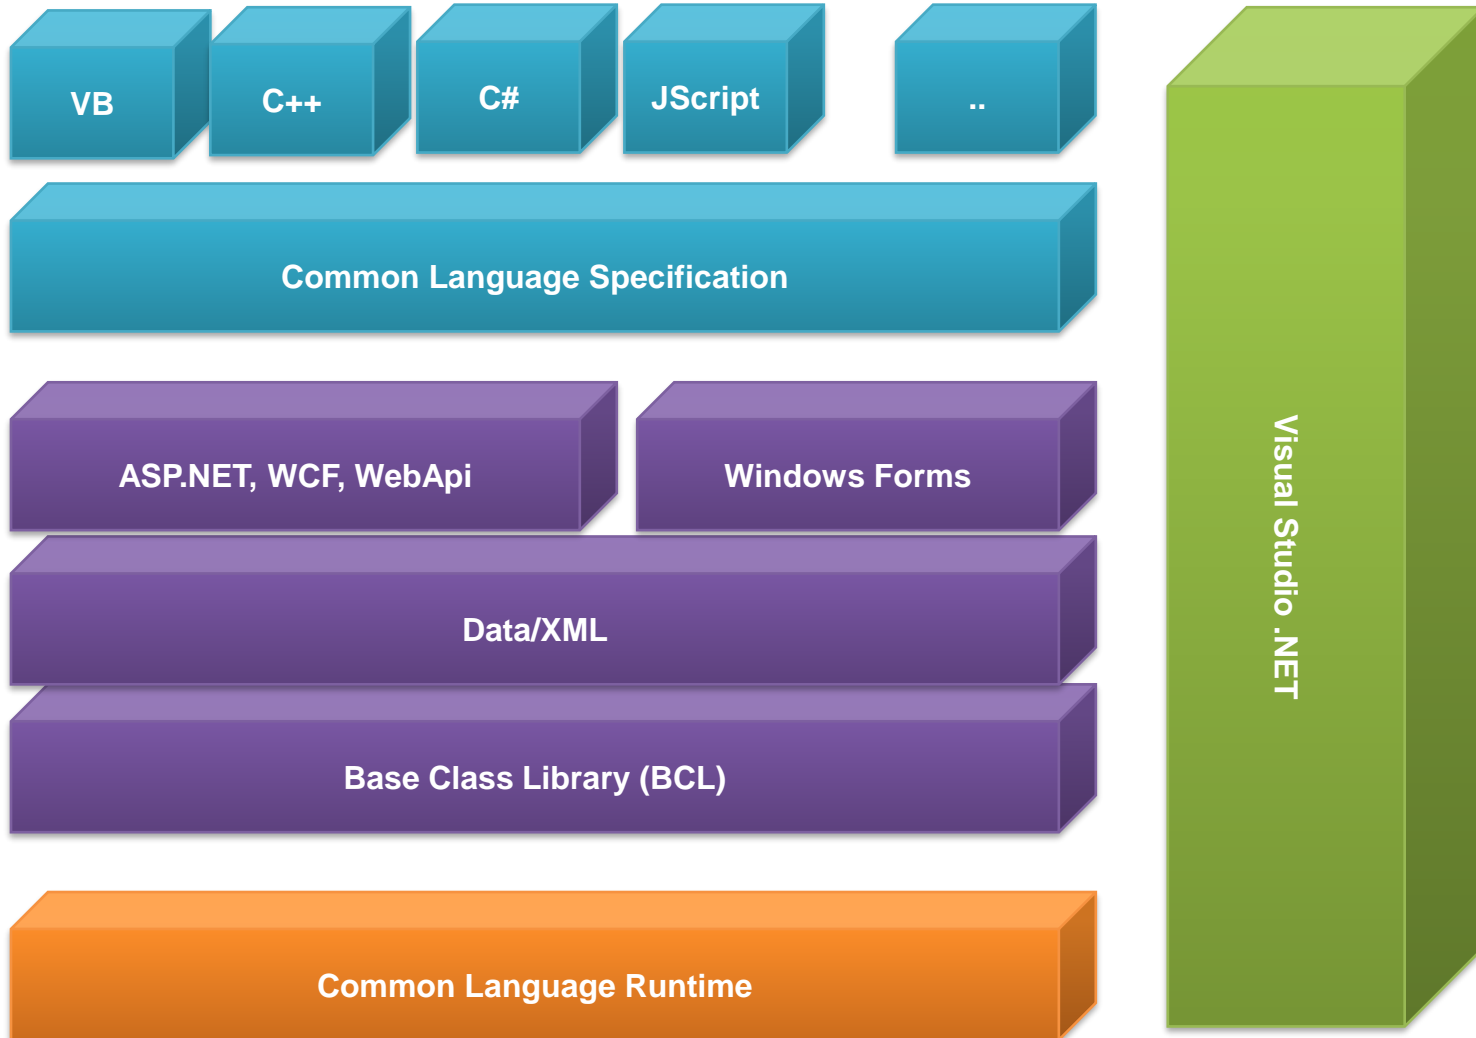 VB
C++
C#
JScript
..
Common Language Specification
ASP.NET, WCF, WebApi
Windows Forms
Data/XML
Base Class Library (BCL)
Common Language Runtime
Visual Studio .NET